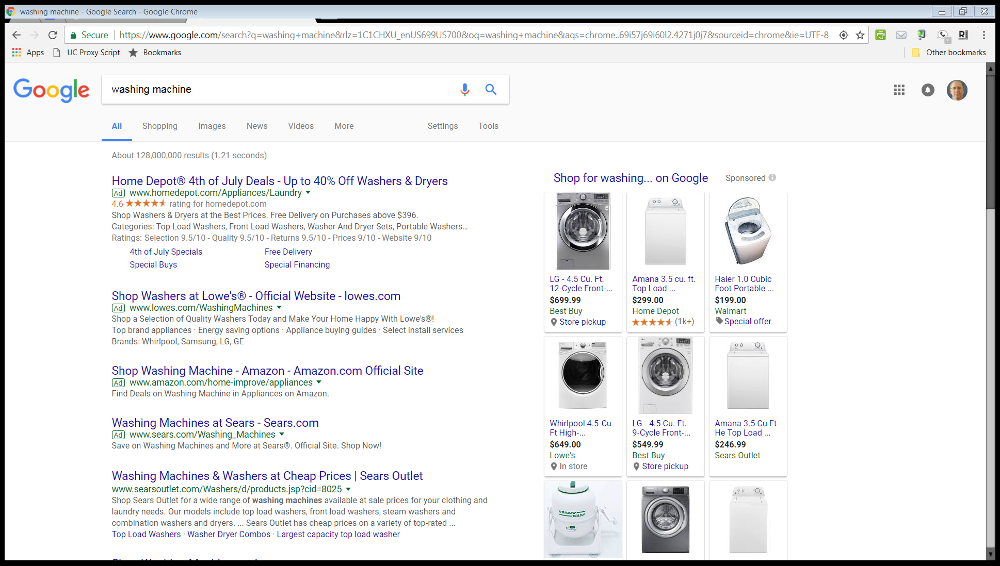 washing machine - Google Search - Google Chrome
Secure https://www.google.com/search?q=washing+machine&rlz=1C1CHXU_enUS699US700&oq=washing+machine&aqs=chrome..69i57j69i60l2.4271j0j7&sourceid=chrome&ie=UTF-8
Apps UC Proxy Script Bookmarks Other bookmarks
Google washing machine
All Shopping Images News Videos More Settings Tools
About 128,000,000 results (1.21 seconds)
Home Depot® 4th of July Deals - Up to 40% Off Washers & Dryers
Ad www.homedepot.com/Appliances/Laundry
4.6 rating for homedepot.com
Shop Washers & Dryers at the Best Prices. Free Delivery on Purchases above $396.
Categories: Top Load Washers, Front Load Washers, Washer And Dryer Sets, Portable Washers...
Ratings: Selection 9.5/10 - Quality 9.5/10 - Returns 9.5/10 - Prices 9/10 - Website 9/10
4th of July Specials Free Delivery
Special Buys Special Financing
Shop Washers at Lowe's® - Official Website - lowes.com
Ad www.lowes.com/WashingMachines
Shop a Selection of Quality Washers Today and Make Your Home Happy With Lowe's®!
Top brand appliances · Energy saving options · Appliance buying guides · Select install services
Brands: Whirlpool, Samsung, LG, GE
Shop Washing Machine - Amazon - Amazon.com Official Site
Ad www.amazon.com/home-improve/appliances
Find Deals on Washing Machine in Appliances on Amazon.
Washing Machines at Sears - Sears.com
Ad www.sears.com/Washing_Machines
Save on Washing Machines and More at Sears®. Official Site. Shop Now!
Washing Machines & Washers at Cheap Prices | Sears Outlet
www.searsoutlet.com/Washers/d/products.jsp?cid=8025
Shop Sears Outlet for a wide range of washing machines available at sale prices for your clothing and
laundry needs. Our models include top load washers, front load washers, steam washers and
combination washers and dryers. ... Sears Outlet has cheap prices on a variety of top-rated ...
Top Load Washers · Washer Dryer Combos · Largest capacity top load washer
Shop for washing... on Google Sponsored
LG - 4.5 Cu. Ft.
12-Cycle Front-...
$699.99
Best Buy
Store pickup
Amana 3.5 cu. ft.
Top Load ...
$299.00
Home Depot
(1k+)
Haier 1.0 Cubic
Foot Portable ...
$199.00
Walmart
Special offer
Whirlpool 4.5-Cu
Ft High-...
$649.00
Lowe's
In store
LG - 4.5 Cu. Ft.
9-Cycle Front-...
$549.99
Best Buy
Store pickup
Amana 3.5 Cu Ft
He Top Load ...
$246.99
Sears Outlet
WONDER WASH